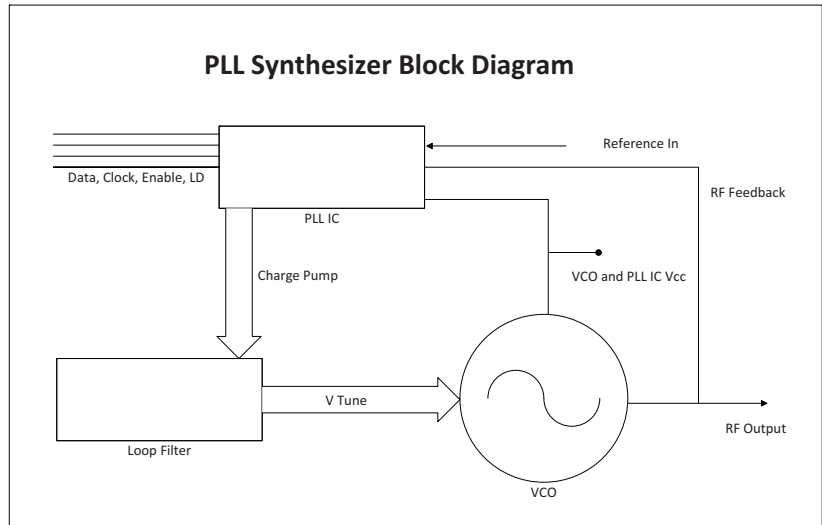 PLL Synthesizer Block Diagram
Reference In
Data, Clock, Enable, LD
RF Feedback
PLL IC
Charge Pump
VCO and PLL IC Vcc
V Tune
RF Output
Loop Filter
VCO